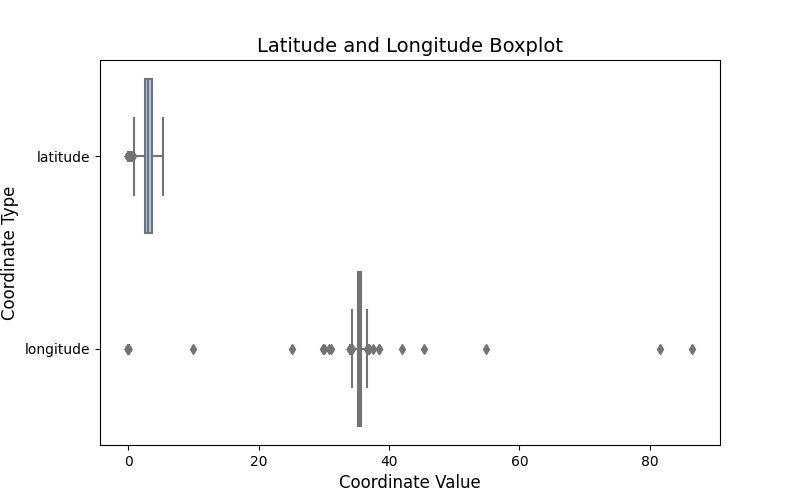 Latitude and Longitude Boxplot
Coordinate Type
latitude
longitude
0 20 40 60 80
Coordinate Value